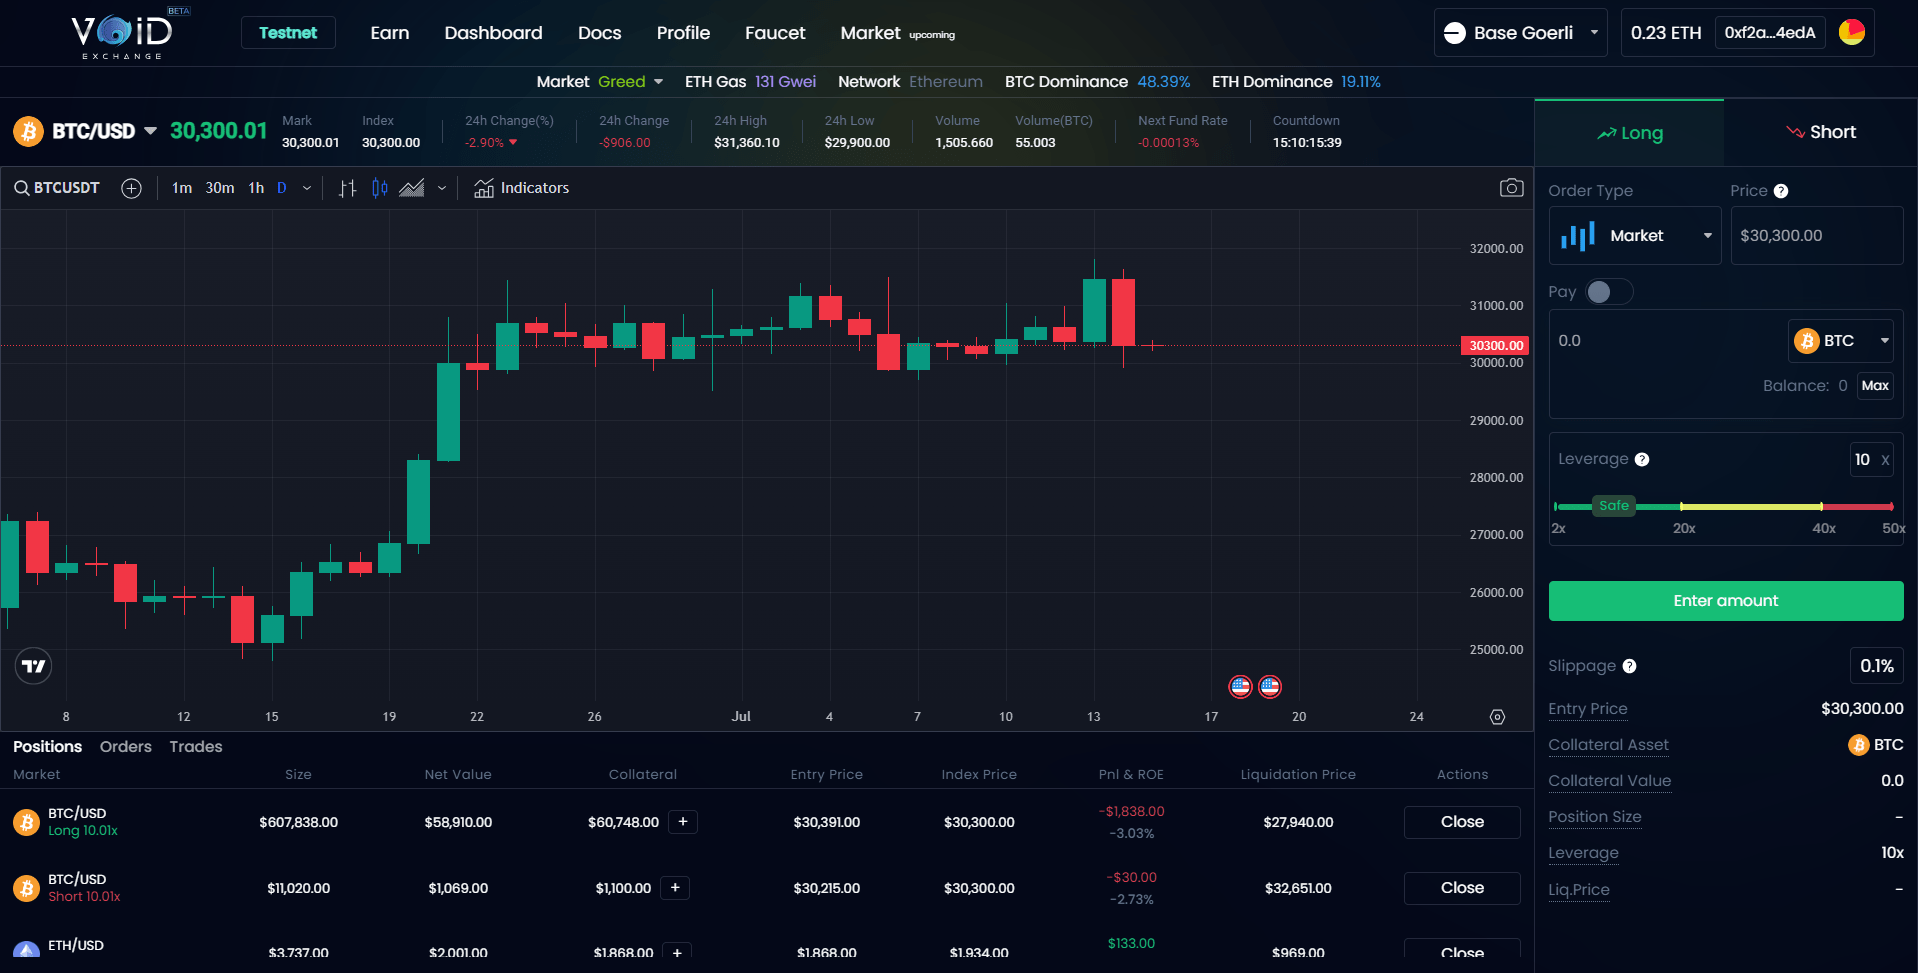 VOID BETA
EXCHANGE
Testnet Earn Dashboard Docs Profile Faucet Market upcoming Base Goerli 0.23 ETH 0xf2a...4edA
Market Greed ETH Gas 131 Gwei Network Ethereum BTC Dominance 48.39% ETH Dominance 19.11%
BTC/USD 30,300.01
Mark Index 24h Change(%) 24h Change 24h High 24h Low Volume Volume(BTC) Next Fund Rate Countdown
30,300.01 30,300.00 -2.90% -$906.00 $31,360.10 $29,900.00 1,505.660 55.003 -0.00013% 15:10:15:39
BTCUSDT 1m 30m 1h D Indicators
32000.00
31000.00
30300.00
30000.00
29000.00
28000.00
27000.00
26000.00
25000.00
8 12 15 19 22 26 Jul 4 7 10 13 17 20 24
Positions Orders Trades
Market Size Net Value Collateral Entry Price Index Price Pnl & ROE Liquidation Price Actions
BTC/USD
Long 10.01x
$607,838.00 $58,910.00 $60,748.00 + $30,391.00 $30,300.00 -$1,838.00 $27,940.00 Close
-3.03%
BTC/USD
Short 10.01x
$11,020.00 $1,069.00 $1,100.00 + $30,215.00 $30,300.00 -$30.00 $32,651.00 Close
-2.73%
ETH/USD
$3,737.00 $2,001.00 $1,868.00 + $1,868.00 $1,934.00 $133.00 $969.00 Close
Long Short
Order Type Price ?
Market $30,300.00
Pay
0.0 BTC
Balance: 0 Max
Leverage ? 10 x
Safe
2x 20x 40x 50x
Enter amount
Slippage ? 0.1%
Entry Price $30,300.00
Collateral Asset BTC
Collateral Value 0.0
Position Size -
Leverage 10x
Liq.Price -